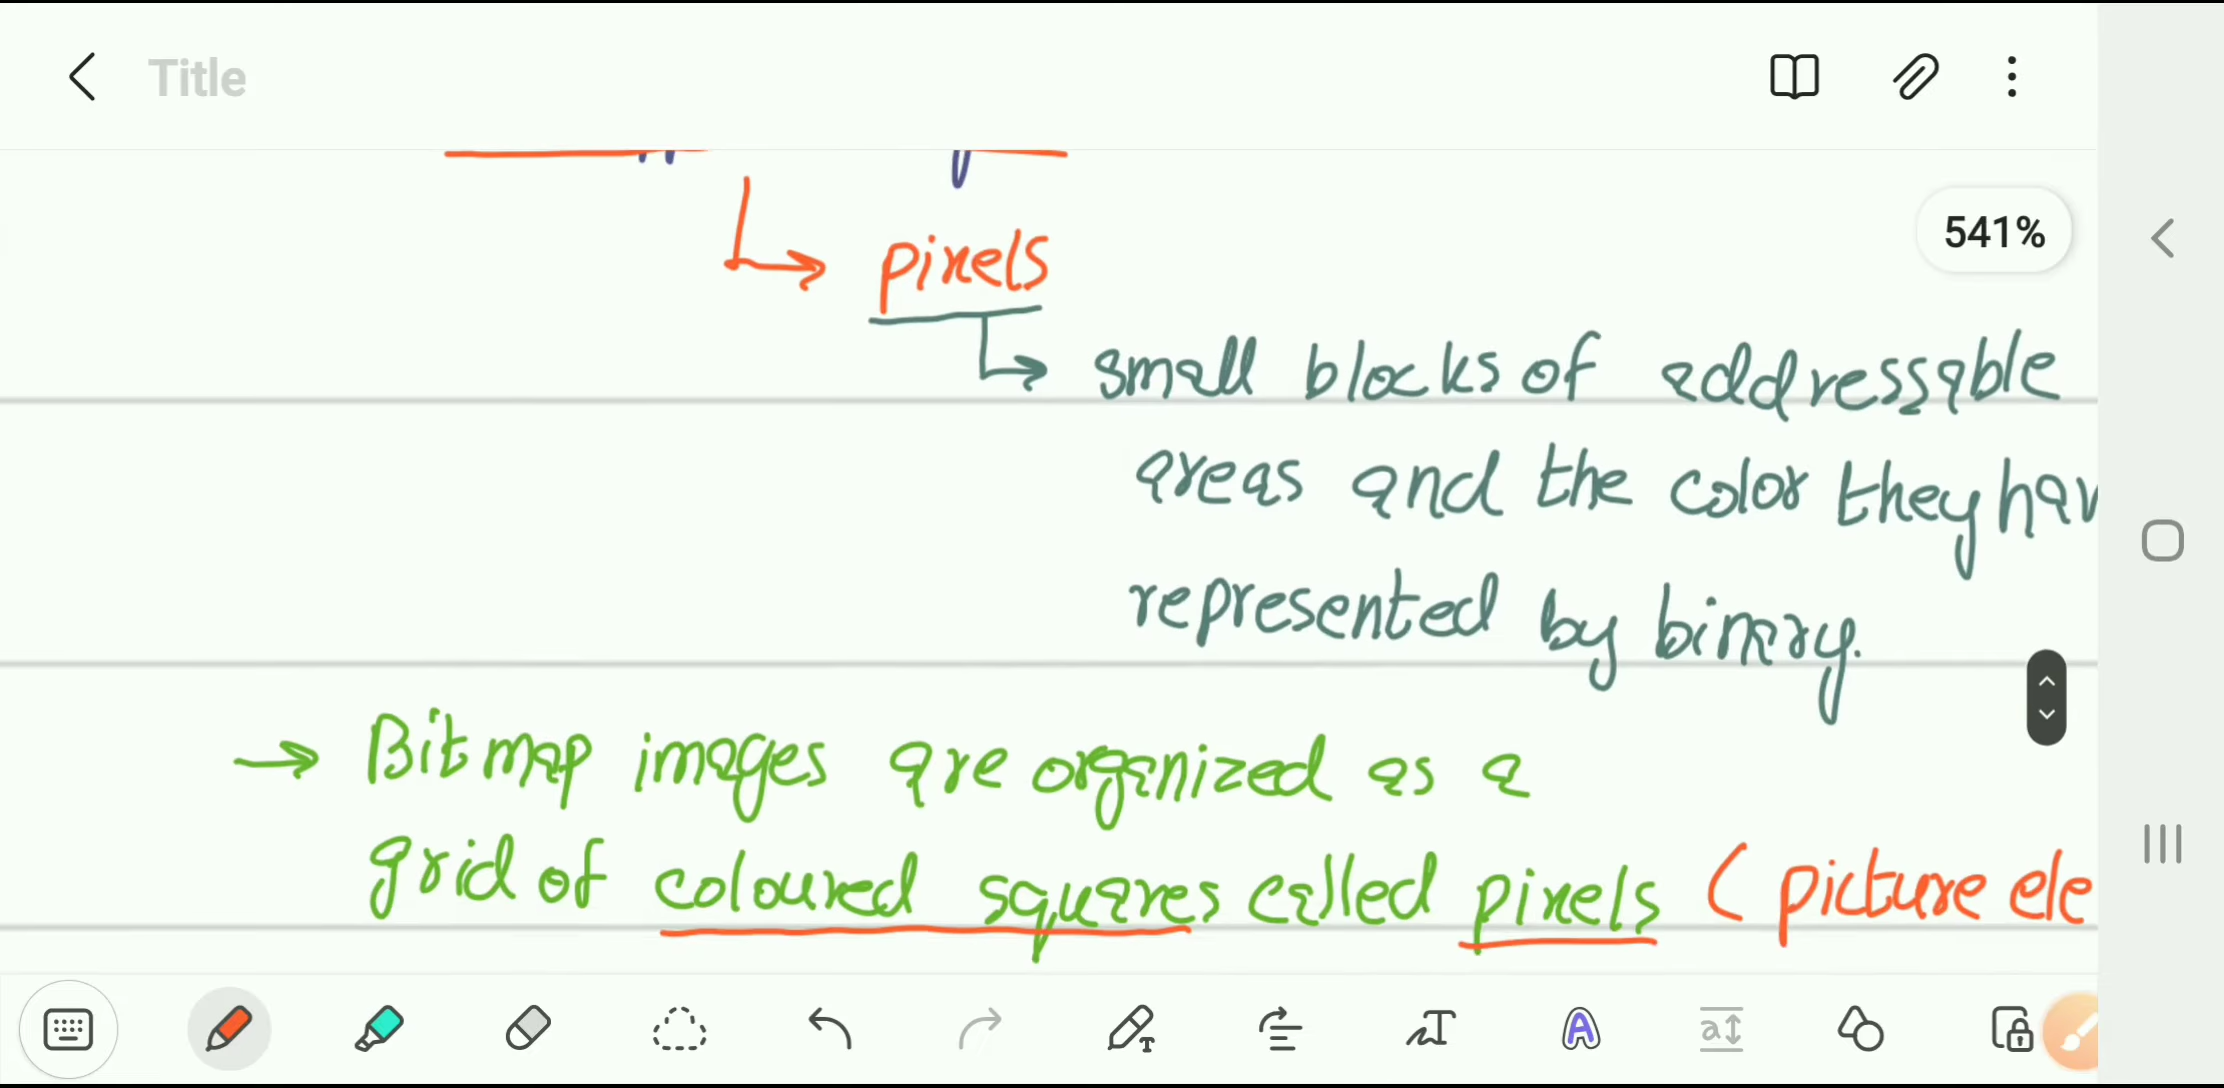 Title
541%
pixels
small blocks of addressable
areas and the color they hav
represented by binary.
→ Bitmap images are organized as a
grid of coloured squares called pixels (picture ele